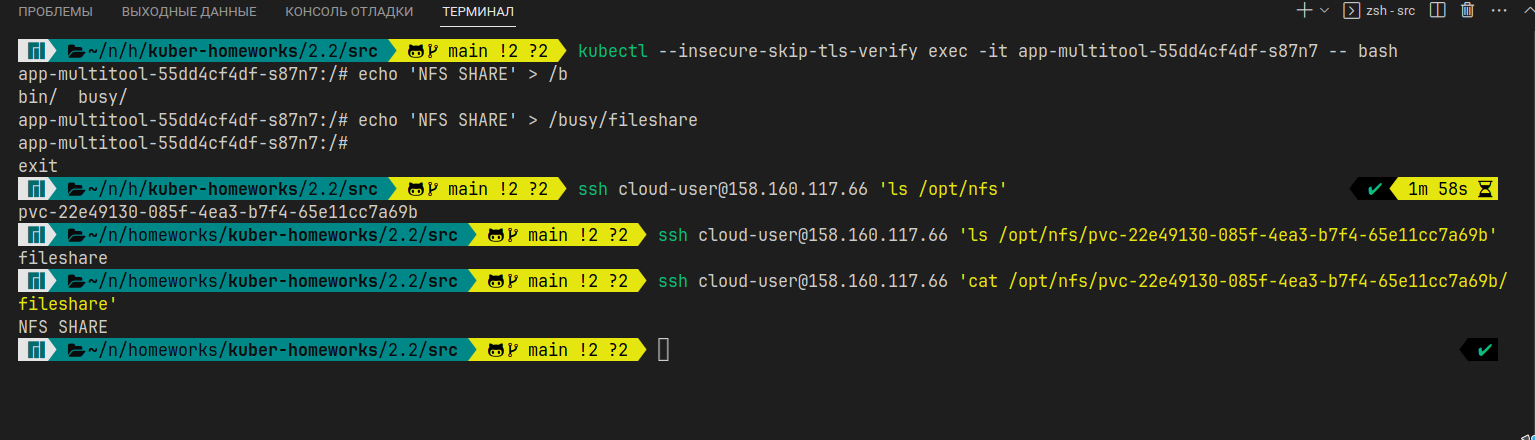 ПРОБЛЕМЫ ВЫХОДНЫЕ ДАННЫЕ КОНСОЛЬ ОТЛАДКИ ТЕРМИНАЛ zsh - src
~/n/h/kuber-homeworks/2.2/src main !2 ?2 kubectl --insecure-skip-tls-verify exec -it app-multitool-55dd4cf4df-s87n7 -- bash
app-multitool-55dd4cf4df-s87n7:/# echo 'NFS SHARE' > /b
bin/  busy/
app-multitool-55dd4cf4df-s87n7:/# echo 'NFS SHARE' > /busy/fileshare
app-multitool-55dd4cf4df-s87n7:/#
exit
~/n/h/kuber-homeworks/2.2/src main !2 ?2 ssh cloud-user@158.160.117.66 'ls /opt/nfs' ✔ 1m 58s
pvc-22e49130-085f-4ea3-b7f4-65e11cc7a69b
~/n/homeworks/kuber-homeworks/2.2/src main !2 ?2 ssh cloud-user@158.160.117.66 'ls /opt/nfs/pvc-22e49130-085f-4ea3-b7f4-65e11cc7a69b'
fileshare
~/n/homeworks/kuber-homeworks/2.2/src main !2 ?2 ssh cloud-user@158.160.117.66 'cat /opt/nfs/pvc-22e49130-085f-4ea3-b7f4-65e11cc7a69b/
fileshare'
NFS SHARE
~/n/homeworks/kuber-homeworks/2.2/src main !2 ?2 ✔